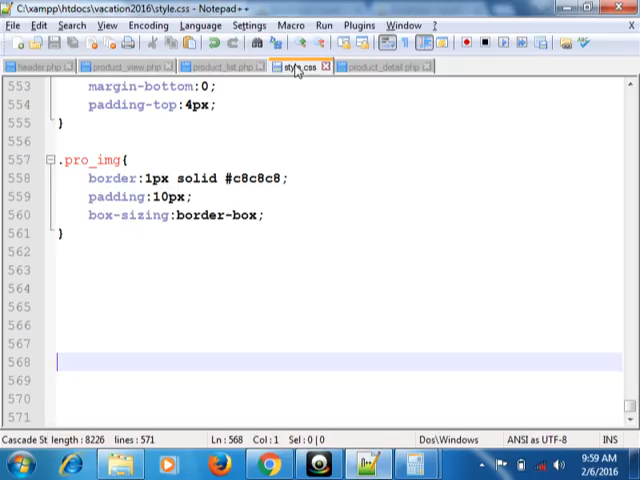 C:\xampp\htdocs\vacation2016\style.css - Notepad++
File Edit Search View Encoding Language Settings Macro Run Plugins Window ?
header.php product_view.php product_list.php style.css product_detail.php
553 margin-bottom:0;
554 padding-top:4px;
555 }
556
557 .pro_img{
558 border:1px solid #c8c8c8;
559 padding:10px;
560 box-sizing:border-box;
561 }
562
563
564
565
566
567
568
569
570
571
Cascade St length : 8226 lines : 571 Ln : 568 Col : 1 Sel : 0 | 0 Dos\Windows ANSI as UTF-8 INS
9:59 AM
2/6/2016